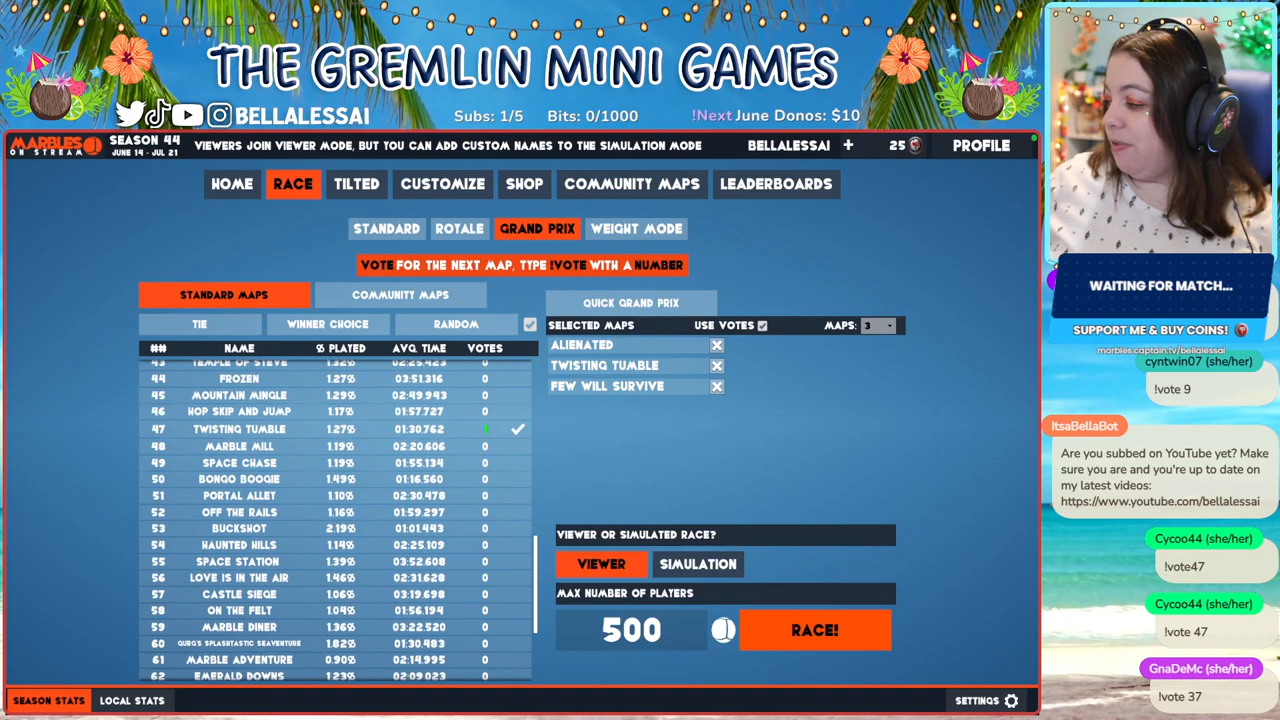 THE GREMLIN MINI GAMES
BELLALESSAI
Subs: 1/5 Bits: 0/1000 !Next June Donos: $10
MARBLES ON STREAM
SEASON 44
JUNE 14 - JUL 21
VIEWERS JOIN VIEWER MODE, BUT YOU CAN ADD CUSTOM NAMES TO THE SIMULATION MODE
BELLALESSAI + 25 PROFILE
HOME RACE TILTED CUSTOMIZE SHOP COMMUNITY MAPS LEADERBOARDS
STANDARD ROYALE GRAND PRIX WEIGHT MODE
VOTE FOR THE NEXT MAP, TYPE !VOTE WITH A NUMBER
STANDARD MAPS COMMUNITY MAPS
TIE WINNER CHOICE RANDOM
## NAME % PLAYED AVG. TIME VOTES
43 TEMPLE OF STEVE 1.32% 02:25.423 0
44 FROZEN 1.27% 03:51.316 0
45 MOUNTAIN MINGLE 1.29% 02:49.943 0
46 HOP SKIP AND JUMP 1.17% 01:57.727 0
47 TWISTING TUMBLE 1.27% 01:30.762 1
48 MARBLE MILL 1.19% 02:20.606 0
49 SPACE CHASE 1.19% 01:55.134 0
50 BONGO BOOGIE 1.49% 01:16.560 0
51 PORTAL ALLEY 1.10% 02:30.478 0
52 OFF THE RAILS 1.16% 01:59.297 0
53 BUCKSHOT 2.19% 01:01.443 0
54 HAUNTED HILLS 1.14% 02:25.109 0
55 SPACE STATION 1.39% 03:52.608 0
56 LOVE IS IN THE AIR 1.46% 02:31.628 0
57 CASTLE SIEGE 1.06% 03:19.698 0
58 ON THE FELT 1.04% 01:56.194 0
59 MARBLE DINER 1.36% 03:22.520 0
60 GURG'S SPLASHTASTIC SEAVENTURE 1.82% 01:30.483 0
61 MARBLE ADVENTURE 0.90% 02:14.995 0
62 EMERALD DOWNS 1.23% 02:09.023 0
QUICK GRAND PRIX
SELECTED MAPS USE VOTES MAPS: 3
ALIENATED
TWISTING TUMBLE
FEW WILL SURVIVE
VIEWER OR SIMULATED RACE?
VIEWER SIMULATION
MAX NUMBER OF PLAYERS
500 RACE!
SEASON STATS LOCAL STATS SETTINGS
WAITING FOR MATCH...
SUPPORT ME & BUY COINS!
marbles.captain.tv/bellalessai
cyntwin07 (she/her)
!vote 9
ItsaBellaBot
Are you subbed on YouTube yet? Make
sure you are and you're up to date on
my latest videos:
https://www.youtube.com/bellalessai
Cycoo44 (she/her)
!vote47
Cycoo44 (she/her)
!vote 47
GnaDeMc (she/her)
!vote 37